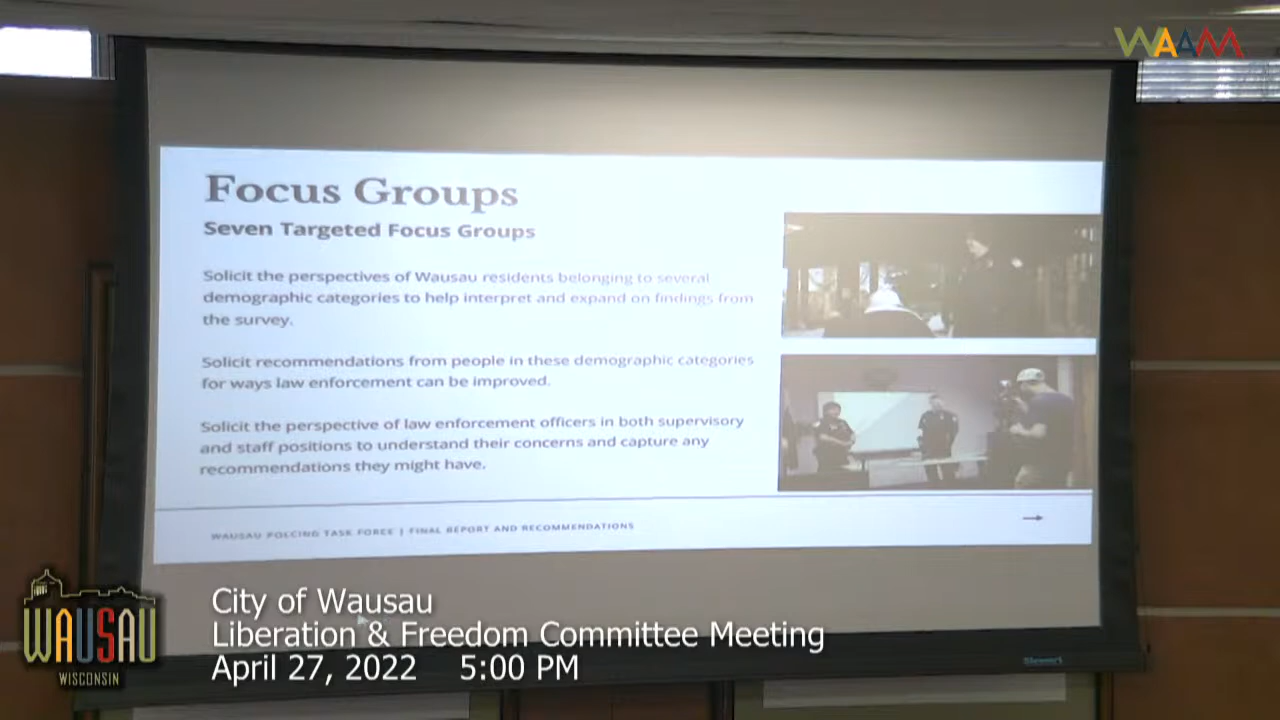 WAAM
Focus Groups
Seven Targeted Focus Groups
Solicit the perspectives of Wausau residents belonging to several
demographic categories to help interpret and expand on findings from
the survey.
Solicit recommendations from people in these demographic categories
for ways law enforcement can be improved.
Solicit the perspective of law enforcement officers in both supervisory
and staff positions to understand their concerns and capture any
recommendations they might have.
WAUSAU POLCING TASK FORCE | FINAL REPORT AND RECOMMENDATIONS
WAUSAU
WISCONSIN
City of Wausau
Liberation & Freedom Committee Meeting
April 27, 2022 5:00 PM